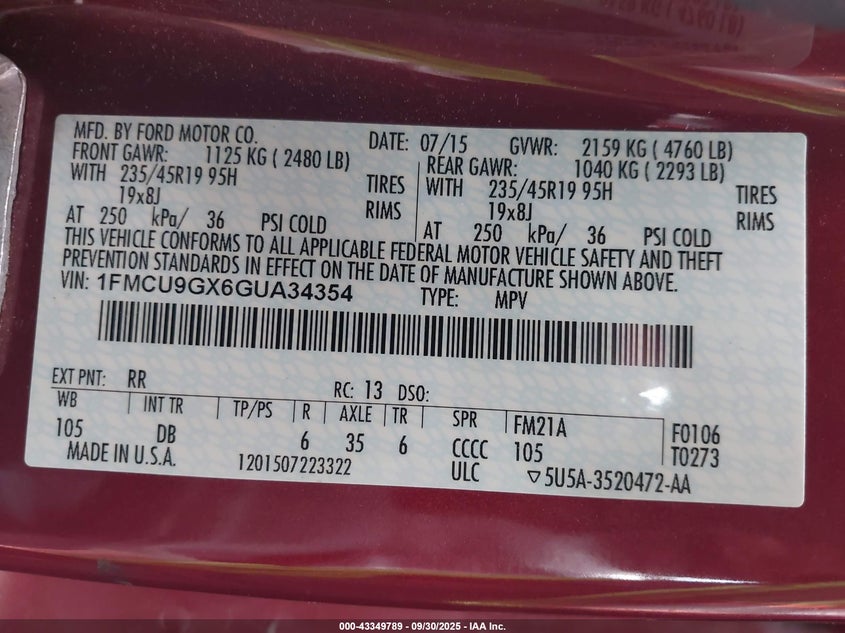 MFD. BY FORD MOTOR CO. DATE: 07/15 GVWR: 2159 KG ( 4760 LB)
FRONT GAWR: 1125 KG ( 2480 LB) REAR GAWR: 1040 KG ( 2293 LB)
WITH 235/45R19 95H TIRES WITH 235/45R19 95H TIRES
19x8J RIMS 19x8J RIMS
AT 250 kPa/ 36 PSI COLD AT 250 kPa/ 36 PSI COLD
THIS VEHICLE CONFORMS TO ALL APPLICABLE FEDERAL MOTOR VEHICLE SAFETY AND THEFT
PREVENTION STANDARDS IN EFFECT ON THE DATE OF MANUFACTURE SHOWN ABOVE.
VIN: 1FMCU9GX6GUA34354 TYPE: MPV
EXT PNT: RR RC: 13 DSO:
WB INT TR TP/PS R AXLE TR SPR FM21A F0106
105 DB 6 35 6 CCCC 105 T0273
MADE IN U.S.A. 1201507223322 ULC ▽5U5A-3520472-AA
000-43349789 - 09/30/2025 - IAA Inc.